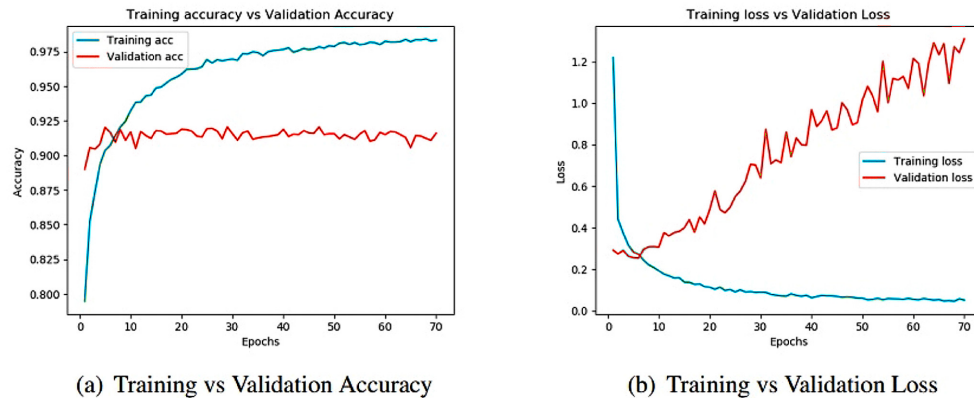 Training accuracy vs Validation Accuracy
Training acc
Validation acc
0.975
0.950
0.925
0.900
0.875
0.850
0.825
0.800
Accuracy
0 10 20 30 40 50 60 70
Epochs
(a) Training vs Validation Accuracy
Training loss vs Validation Loss
1.2
1.0
0.8
0.6
0.4
0.2
0.0
Loss
Training loss
Validation loss
0 10 20 30 40 50 60 70
Epochs
(b) Training vs Validation Loss